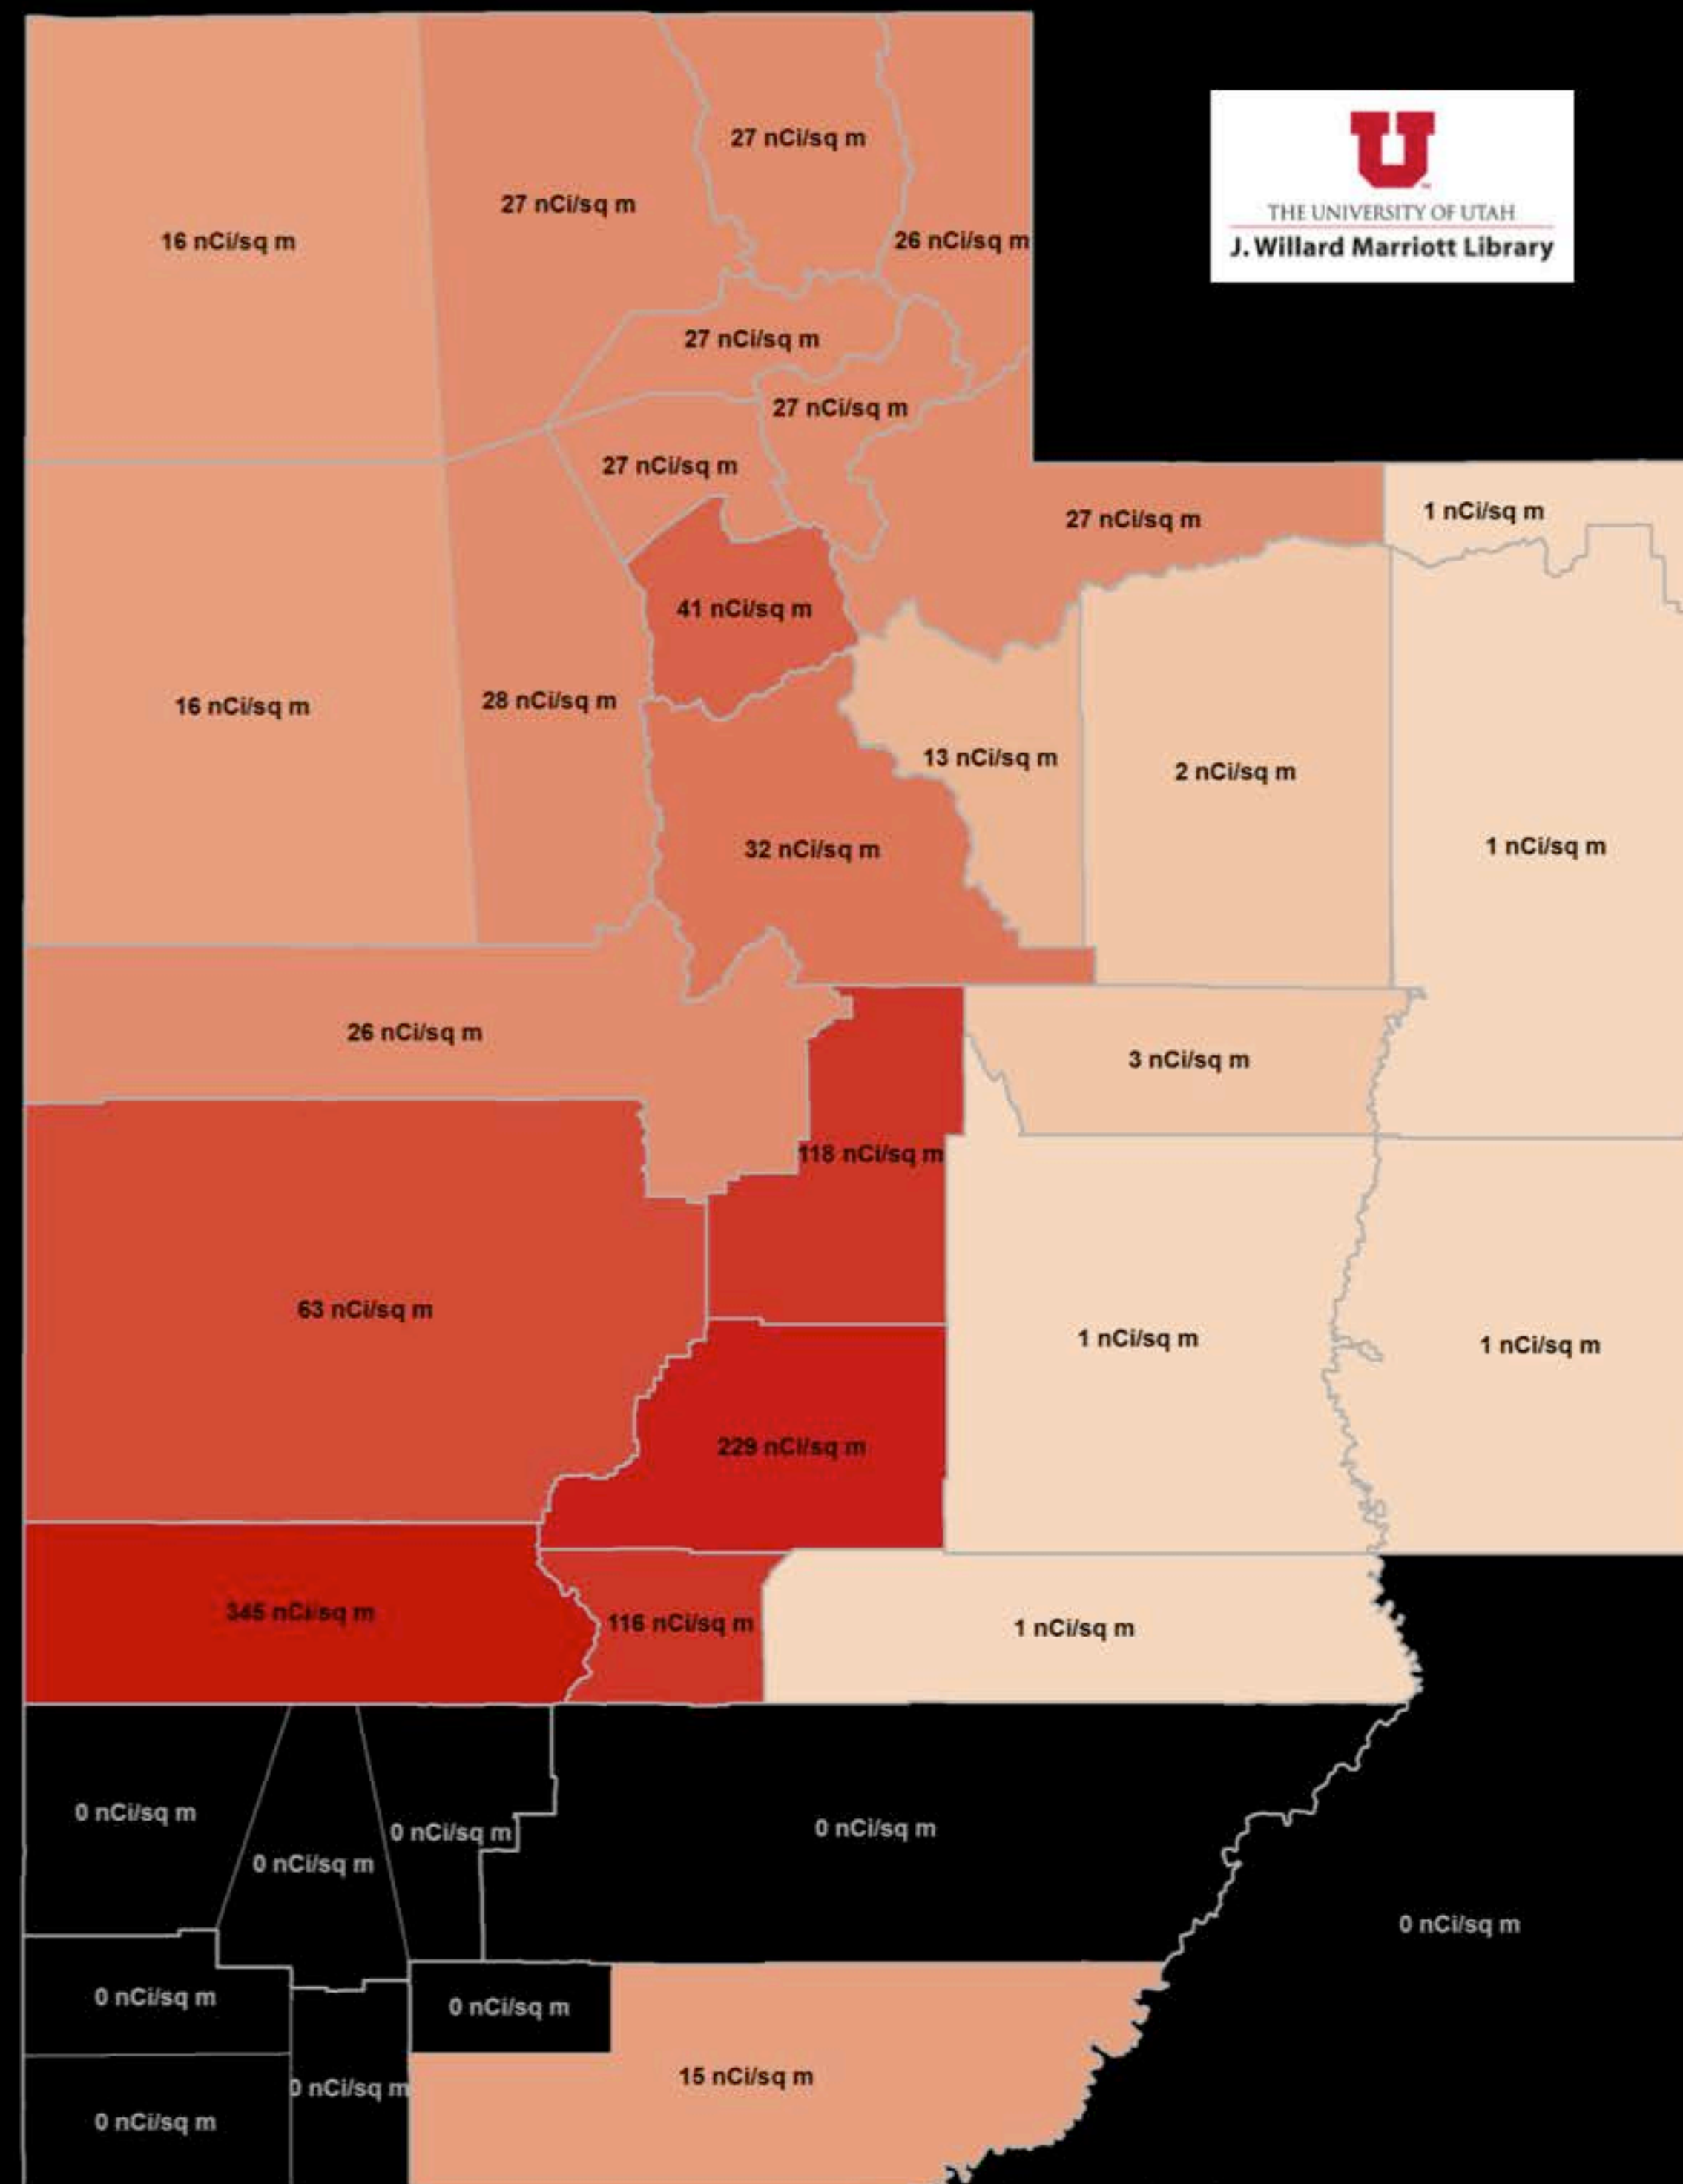 27 nCi/sq m
27 nCi/sq m
16 nCi/sq m
26 nCi/sq m
THE UNIVERSITY OF UTAH
J. Willard Marriott Library
27 nCi/sq m
27 nCi/sq m
27 nCi/sq m
27 nCi/sq m
1 nCi/sq m
41 nCi/sq m
16 nCi/sq m
28 nCi/sq m
13 nCi/sq m
2 nCi/sq m
32 nCi/sq m
1 nCi/sq m
26 nCi/sq m
3 nCi/sq m
118 nCi/sq m
63 nCi/sq m
1 nCi/sq m
1 nCi/sq m
229 nCi/sq m
345 nCi/sq m
116 nCi/sq m
1 nCi/sq m
0 nCi/sq m
0 nCi/sq m
0 nCi/sq m
0 nCi/sq m
0 nCi/sq m
0 nCi/sq m
0 nCi/sq m
15 nCi/sq m
0 nCi/sq m
0 nCi/sq m